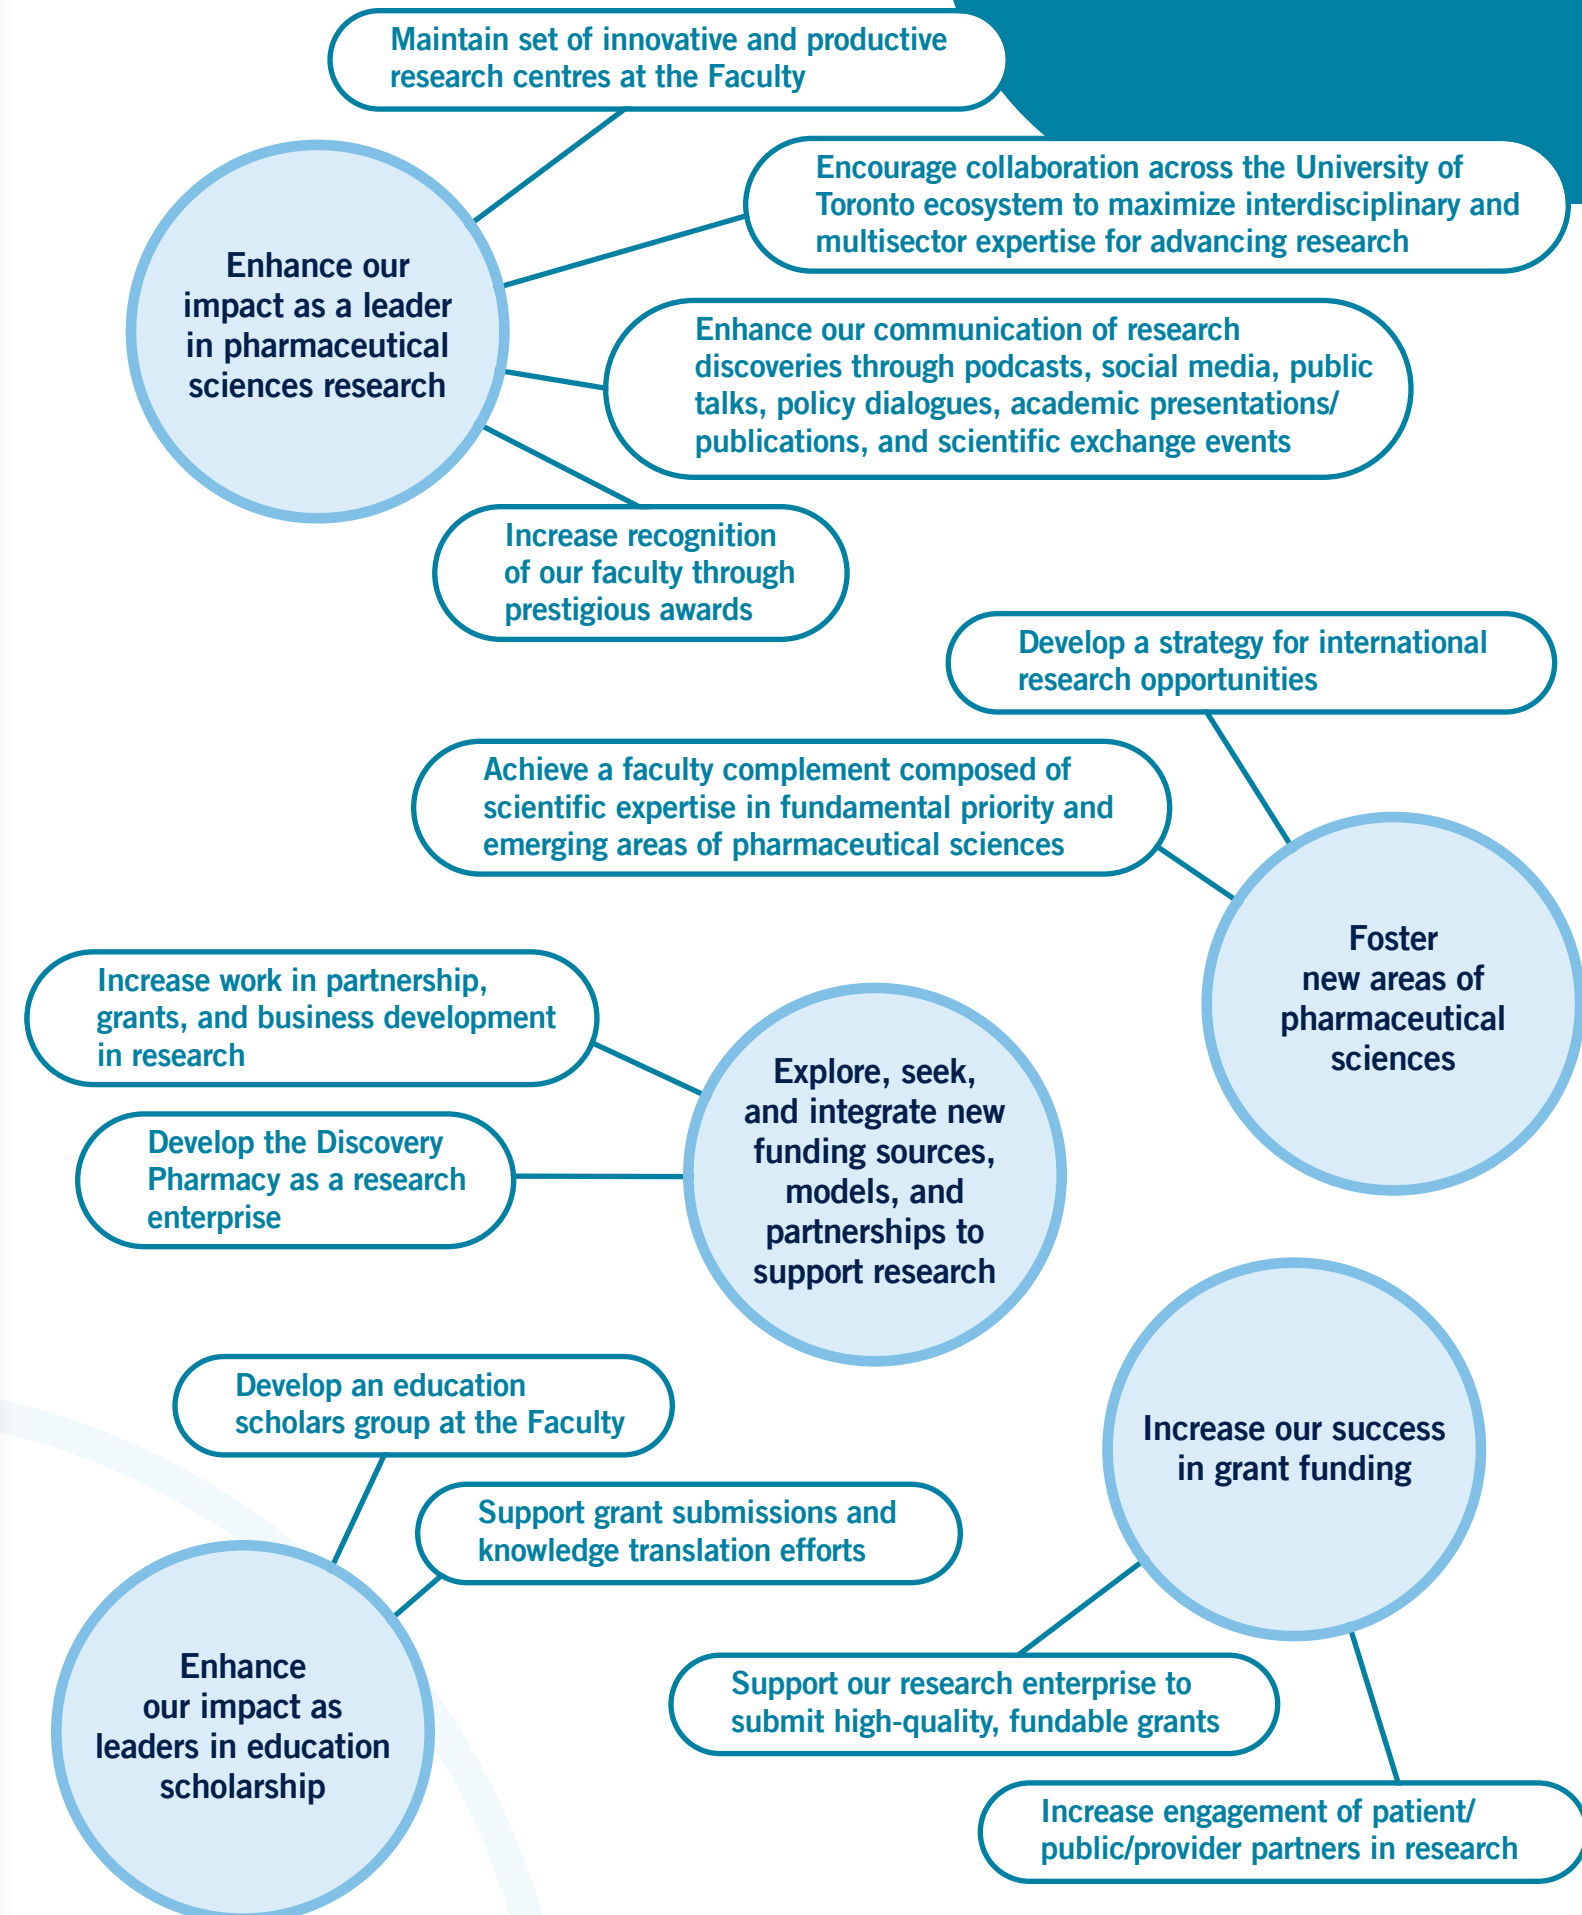 Maintain set of innovative and productive
research centres at the Faculty
Encourage collaboration across the University of
Toronto ecosystem to maximize interdisciplinary and
multisector expertise for advancing research
Enhance our
impact as a leader
in pharmaceutical
sciences research
Enhance our communication of research
discoveries through podcasts, social media, public
talks, policy dialogues, academic presentations/
publications, and scientific exchange events
Increase recognition
of our faculty through
prestigious awards
Develop a strategy for international
research opportunities
Achieve a faculty complement composed of
scientific expertise in fundamental priority and
emerging areas of pharmaceutical sciences
Foster
new areas of
pharmaceutical
sciences
Increase work in partnership,
grants, and business development
in research
Develop the Discovery
Pharmacy as a research
enterprise
Explore, seek,
and integrate new
funding sources,
models, and
partnerships to
support research
Develop an education
scholars group at the Faculty
Support grant submissions and
knowledge translation efforts
Enhance
our impact as
leaders in education
scholarship
Increase our success
in grant funding
Support our research enterprise to
submit high-quality, fundable grants
Increase engagement of patient/
public/provider partners in research